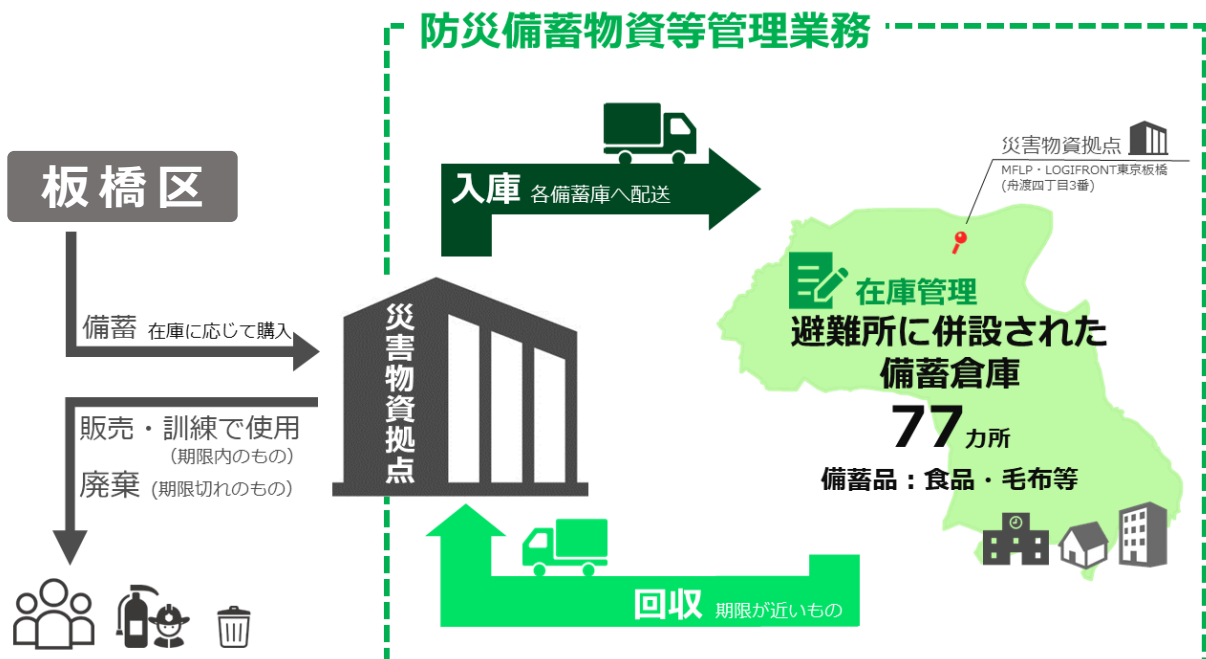 防災備蓄物資等管理業務
板橋区
備蓄 在庫に応じて購入
販売・訓練で使用
（期限内のもの）
廃棄 （期限切れのもの）
災害物資拠点
入庫 各備蓄庫へ配送
災害物資拠点
MFLP・LOGIFRONT東京板橋
(舟渡四丁目3番)
在庫管理
避難所に併設された
備蓄倉庫
77カ所
備蓄品：食品・毛布等
回収 期限が近いもの